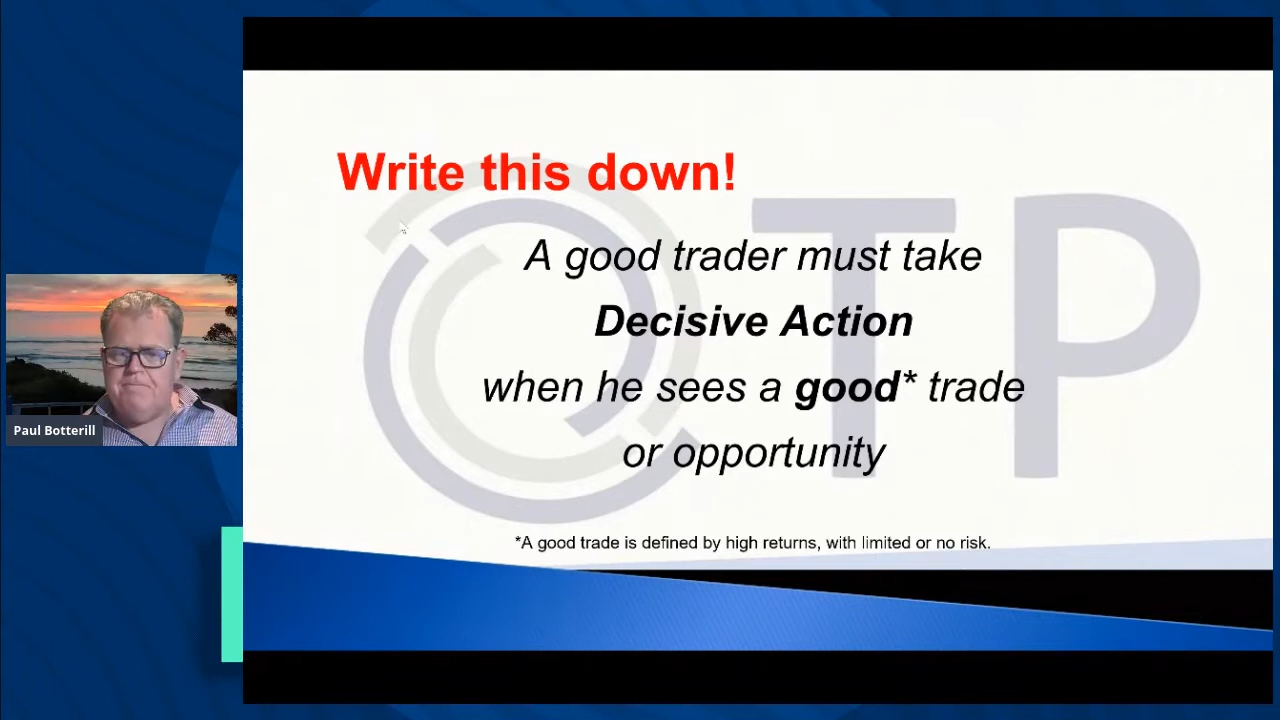 Write this down!
A good trader must take
Decisive Action
when he sees a good* trade
or opportunity
*A good trade is defined by high returns, with limited or no risk.
OTP
Paul Botterill